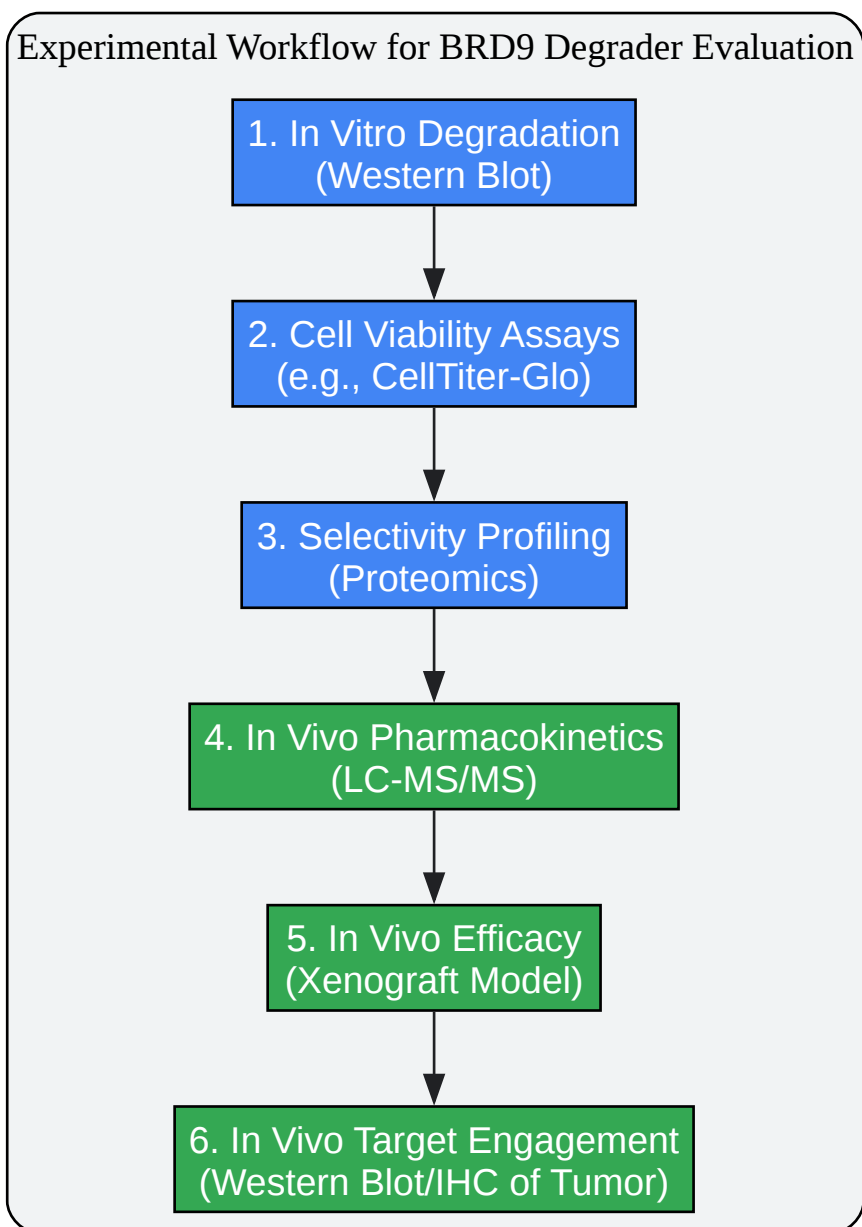 Experimental Workflow for BRD9 Degrader Evaluation
1. In Vitro Degradation
(Western Blot)
2. Cell Viability Assays
(e.g., CellTiter-Glo)
3. Selectivity Profiling
(Proteomics)
4. In Vivo Pharmacokinetics
(LC-MS/MS)
5. In Vivo Efficacy
(Xenograft Model)
6. In Vivo Target Engagement
(Western Blot/IHC of Tumor)